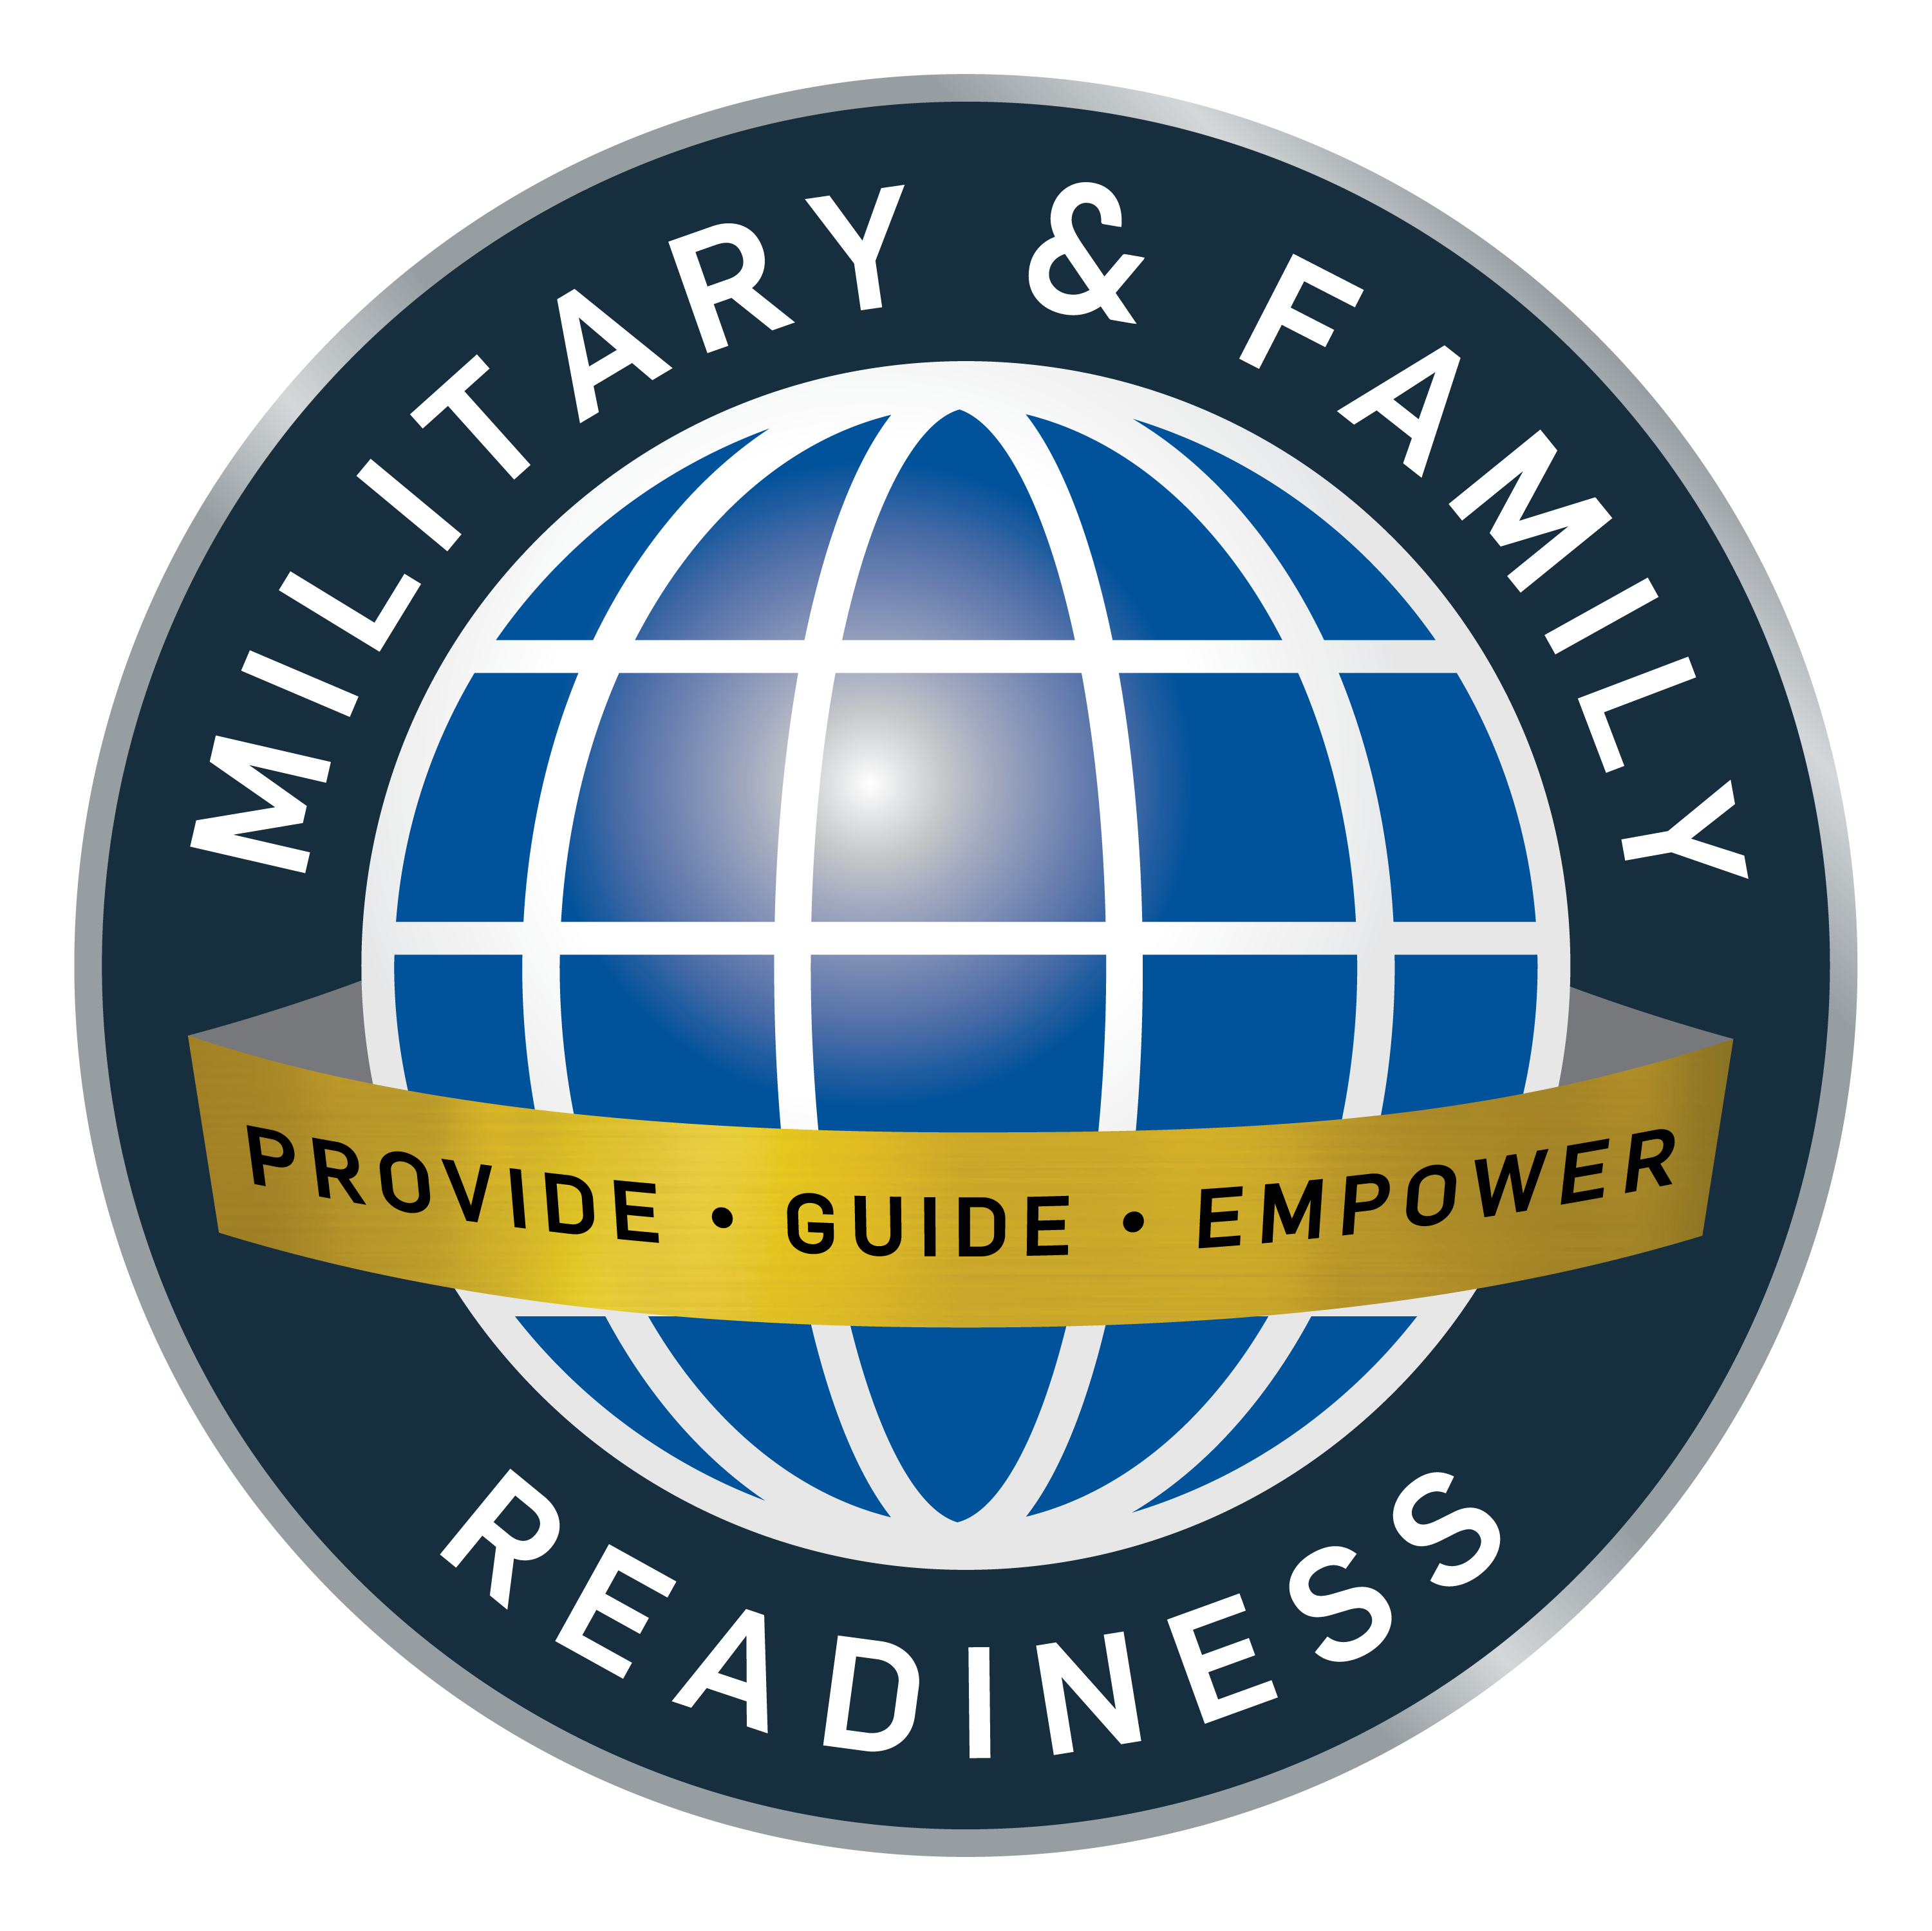 MILITARY & FAMILY
PROVIDE • GUIDE • EMPOWER
READINESS